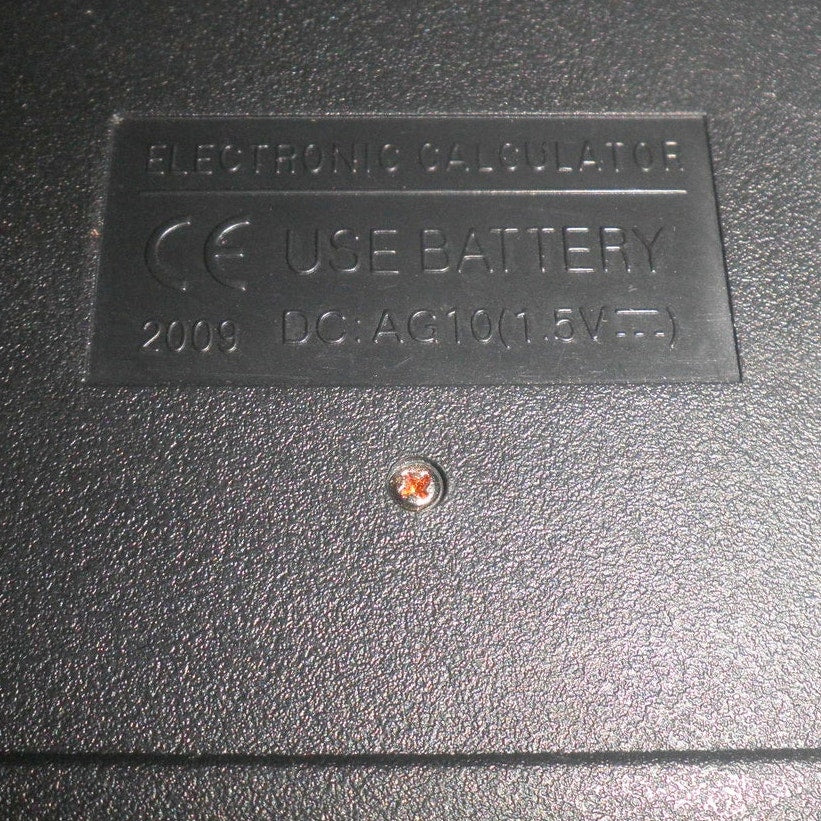 ELECTRONIC CALCULATOR
CE USE BATTERY
2009 DC:AG10(1.5V⎓)